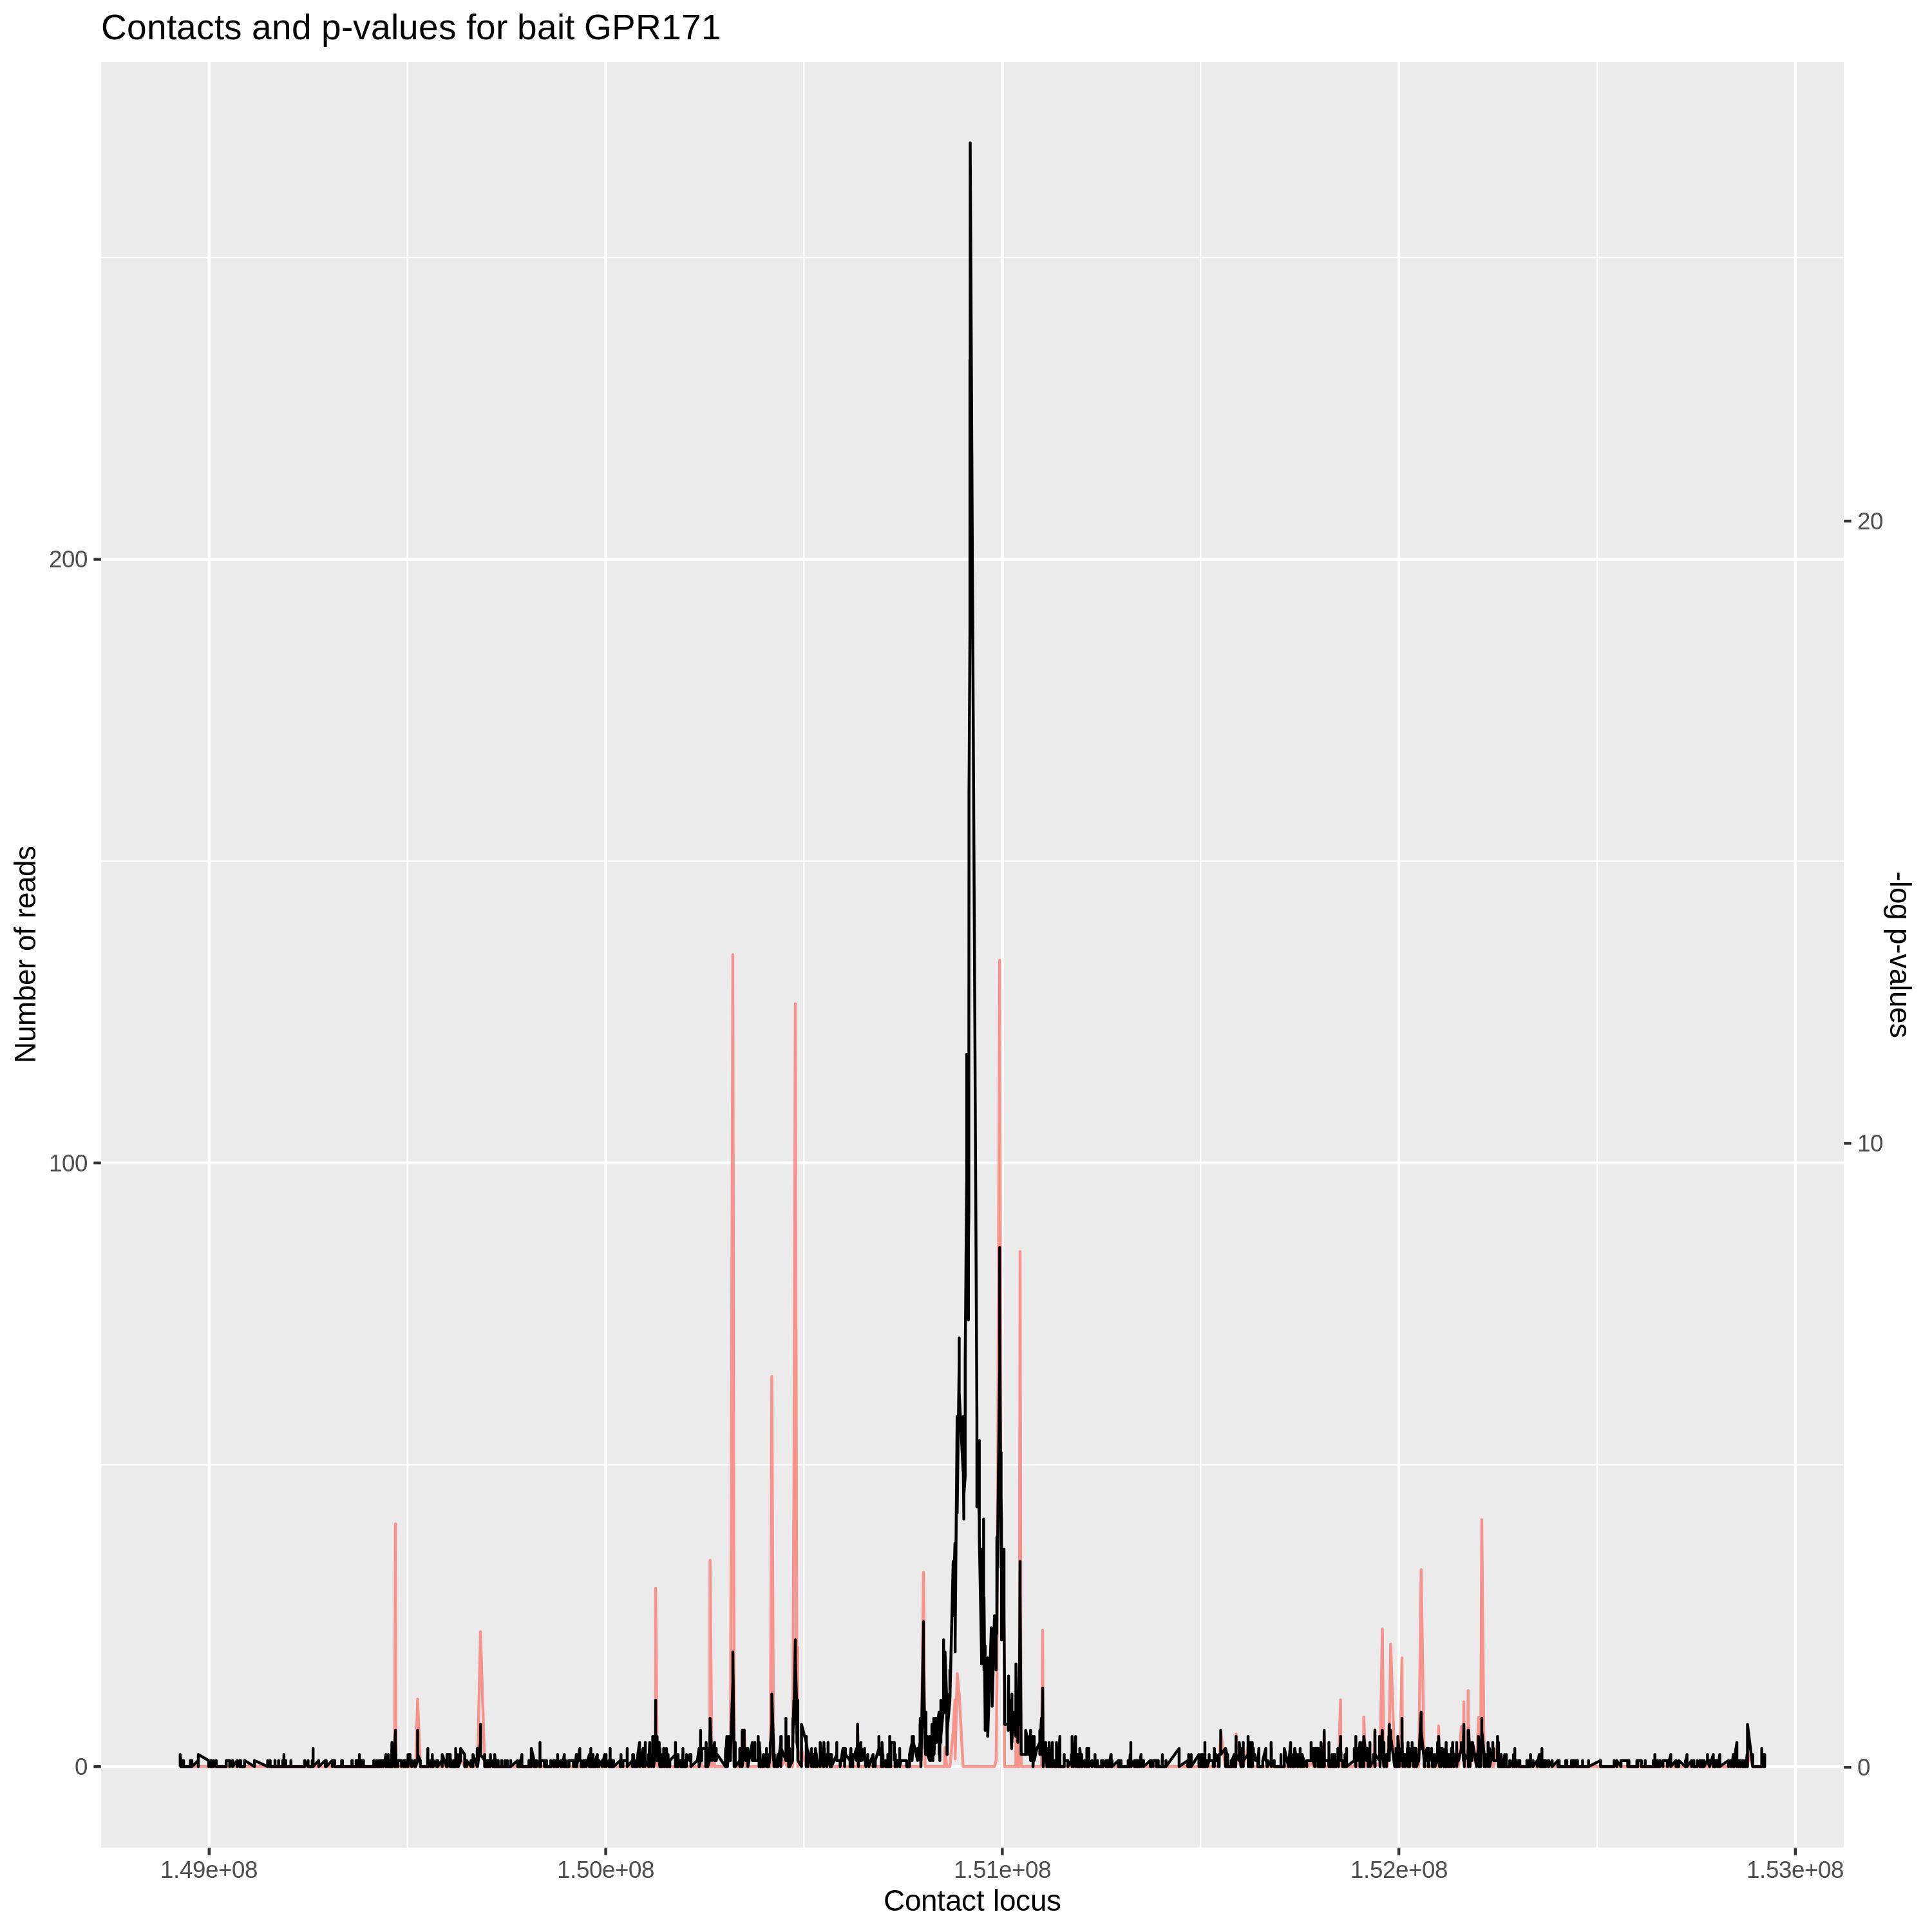 Contacts and p-values for bait GPR171
Number of reads
200
100
0
20
10
0
-log p-values
1.49e+08
1.50e+08
1.51e+08
1.52e+08
1.53e+08
Contact locus